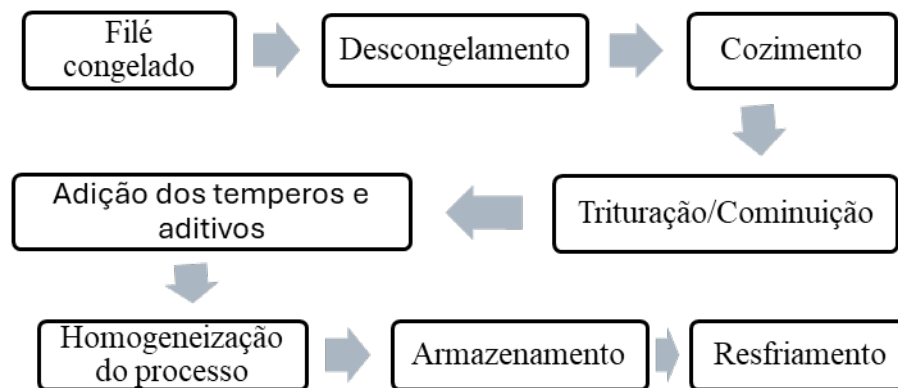 Filé
congelado
Descongelamento
Cozimento
Trituração/Cominuição
Adição dos temperos e
aditivos
Homogeneização
do processo
Armazenamento
Resfriamento